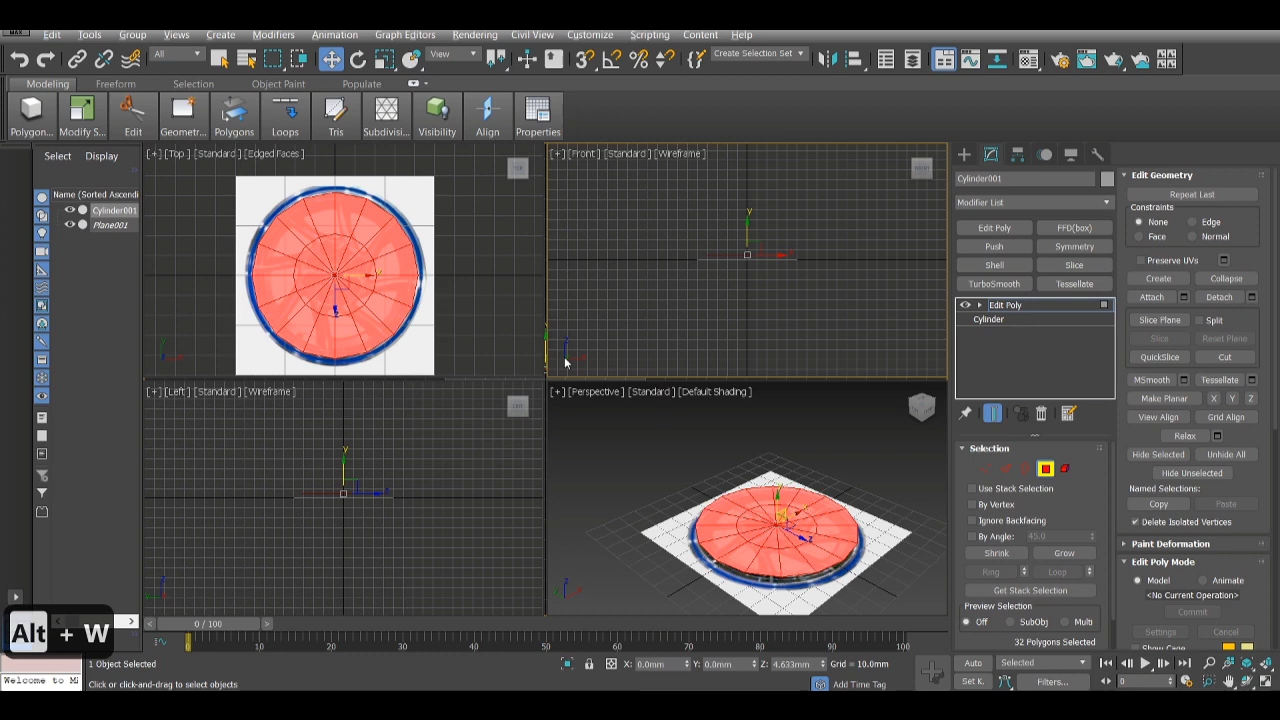 MAX Edit Tools Group Views Create Modifiers Animation Graph Editors Rendering Civil View Customize Scripting Content Help
All View Create Selection Set
Modeling Freeform Selection Object Paint Populate
Polygon... Modify S... Edit Geometr... Polygons Loops Tris Subdivisi... Visibility Align Properties
Select Display
Name (Sorted Ascendi
Cylinder001
Plane001
[+] [Top ] [Standard ] [Edged Faces ]
TOP
[+] [Front ] [Standard ] [Wireframe ]
FRONT
[+] [Left ] [Standard ] [Wireframe ]
LEFT
[+] [Perspective ] [Standard ] [Default Shading ]
Cylinder001
Modifier List
Edit Poly FFD(box)
Push Symmetry
Shell Slice
TurboSmooth Tessellate
Edit Poly
Cylinder
Selection
Use Stack Selection
By Vertex
Ignore Backfacing
By Angle: 45.0
Shrink Grow
Ring Loop
Get Stack Selection
Preview Selection
Off SubObj Multi
32 Polygons Selected
Edit Geometry
Repeat Last
Constraints
None Edge
Face Normal
Preserve UVs
Create Collapse
Attach Detach
Slice Plane Split
Slice Reset Plane
QuickSlice Cut
MSmooth Tessellate
Make Planar X Y Z
View Align Grid Align
Relax
Hide Selected Unhide All
Hide Unselected
Named Selections:
Copy Paste
Delete Isolated Vertices
Paint Deformation
Edit Poly Mode
Model Animate
<No Current Operation>
Commit
Settings Cancel
Show Cage
Alt + W
0 / 100
0 10 20 30 40 50 60 70 80 90 100
1 Object Selected
X: 0.0mm Y: 0.0mm Z: 4.633mm Grid = 10.0mm
Auto Selected
Welcome to M
Click or click-and-drag to select objects
Add Time Tag
Set K. Filters... 0